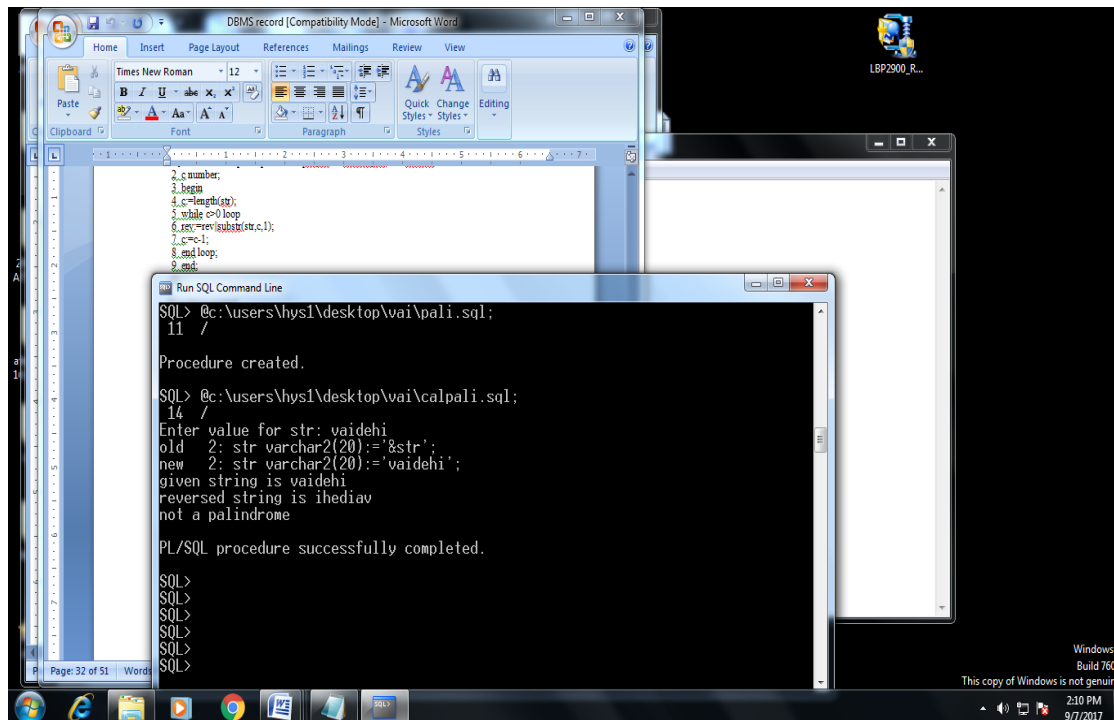 DBMS record [Compatibility Mode] - Microsoft Word
Home Insert Page Layout References Mailings Review View
Times New Roman 12
Paste
Quick Styles
Change Styles
Editing
Clipboard Font Paragraph Styles
2 c number;
3 begin
4 c:=length(str);
5 while c>0 loop
6 rev:=rev||substr(str,c,1);
7 c:=c-1;
8 end loop;
9 end;
Run SQL Command Line
SQL> @c:\users\hys1\desktop\vai\pali.sql;
11 /
Procedure created.
SQL> @c:\users\hys1\desktop\vai\calpali.sql;
14 /
Enter value for str: vaidehi
old 2: str varchar2(20):='&str';
new 2: str varchar2(20):='vaidehi';
given string is vaidehi
reversed string is ihediav
not a palindrome
PL/SQL procedure successfully completed.
SQL>
SQL>
SQL>
SQL>
SQL>
SQL>
Page: 32 of 51 Words
LBP2900_R...
Windows
Build 760
This copy of Windows is not genuin
2:10 PM
9/7/2017